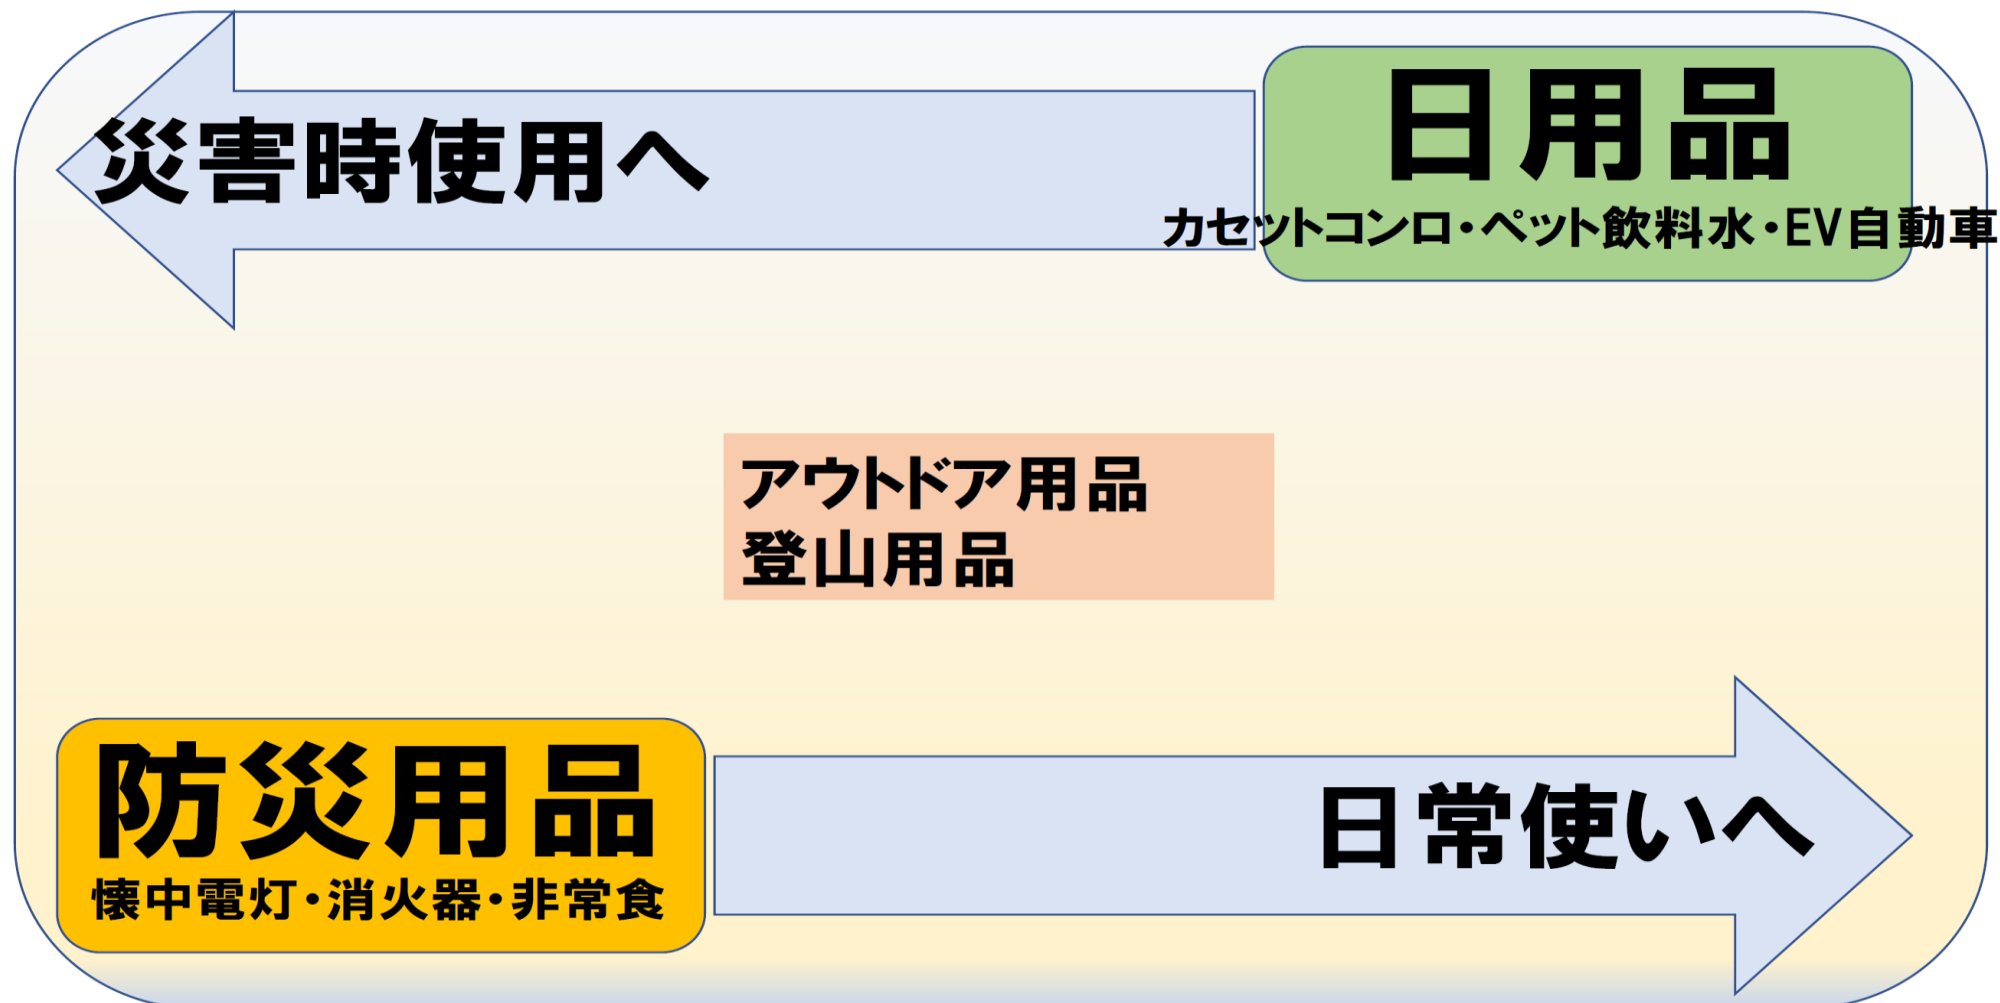 災害時使用へ
日用品
カセットコンロ・ペット飲料水・EV自動車
アウトドア用品
登山用品
防災用品
懐中電灯・消火器・非常食
日常使いへ